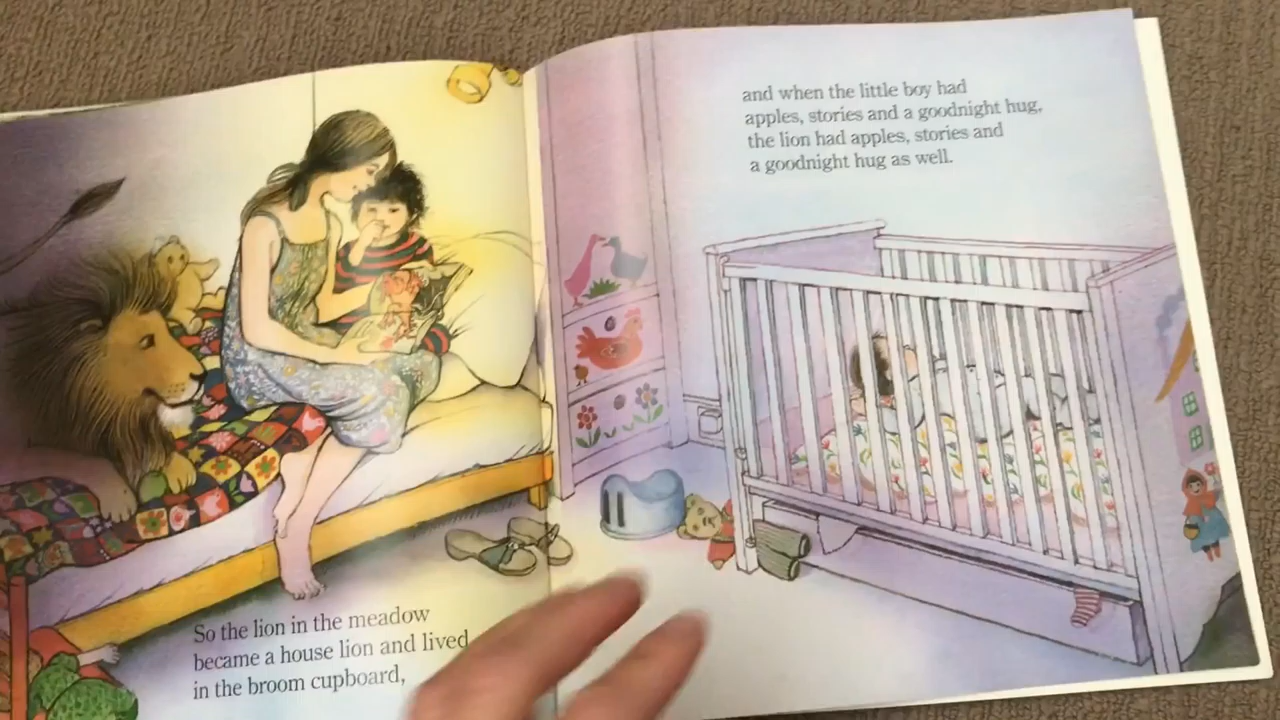 So the lion in the meadow
became a house lion and lived
in the broom cupboard,
and when the little boy had
apples, stories and a goodnight hug,
the lion had apples, stories and
a goodnight hug as well.